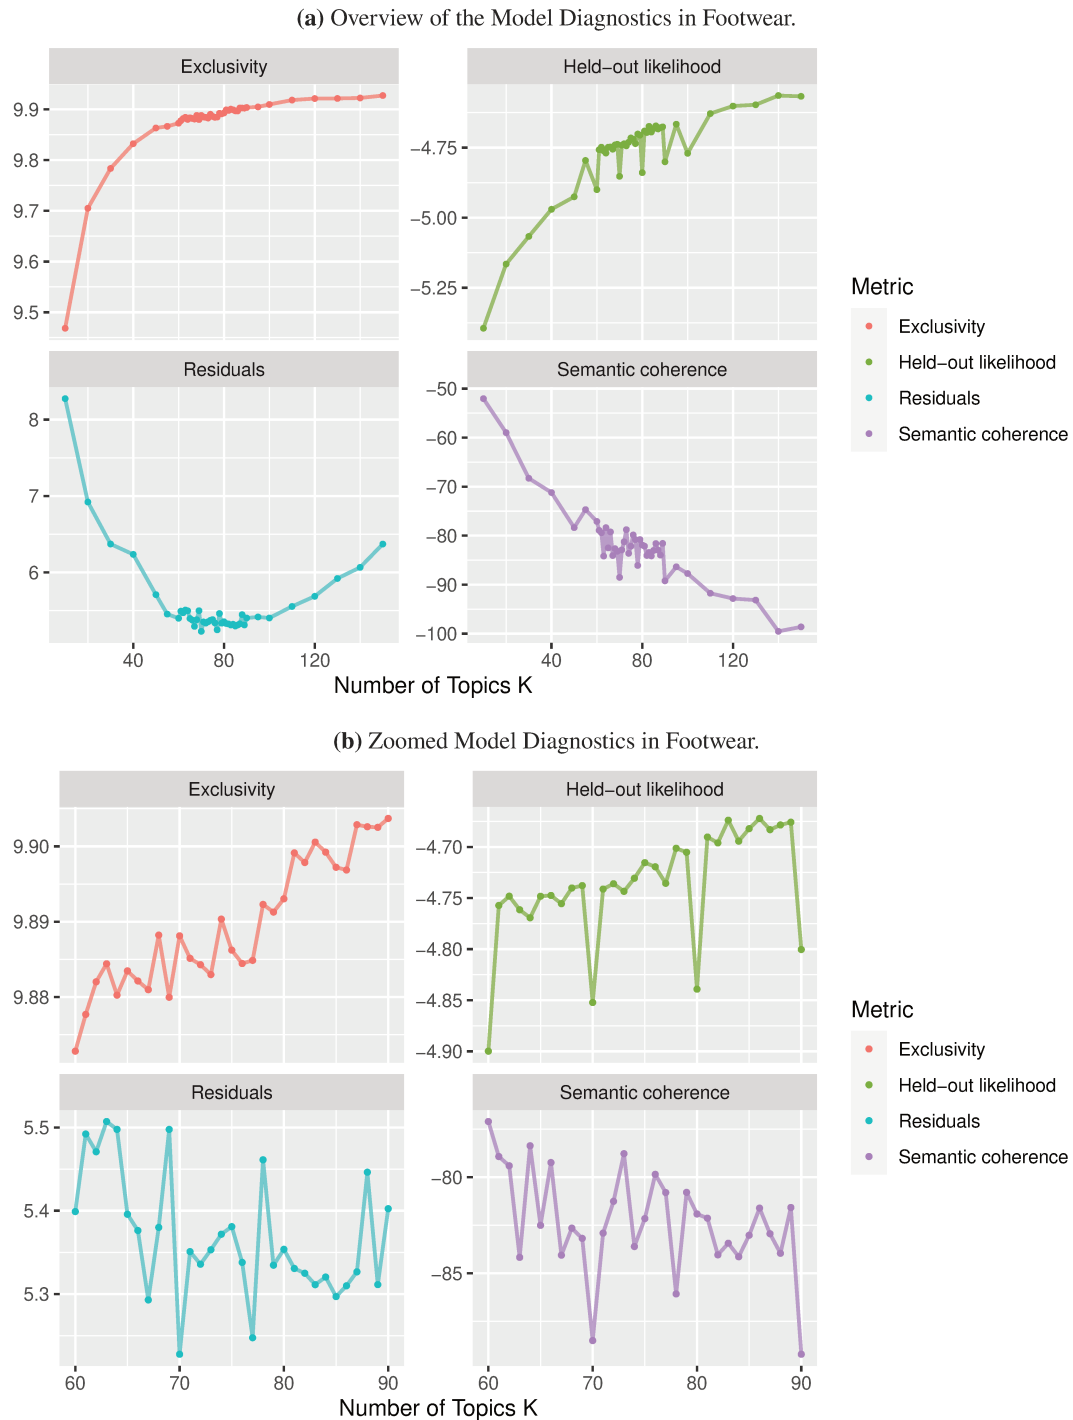 (a) Overview of the Model Diagnostics in Footwear.
Exclusivity
Held−out likelihood
9.9
9.8
9.7
9.6
9.5
−4.75
−5.00
−5.25
Residuals
Semantic coherence
8
7
6
−50
−60
−70
−80
−90
−100
40
80
120
40
80
120
Number of Topics K
Metric
Exclusivity
Held−out likelihood
Residuals
Semantic coherence
(b) Zoomed Model Diagnostics in Footwear.
Exclusivity
Held−out likelihood
9.90
9.89
9.88
−4.70
−4.75
−4.80
−4.85
−4.90
Residuals
Semantic coherence
5.5
5.4
5.3
−80
−85
60
70
80
90
60
70
80
90
Number of Topics K
Metric
Exclusivity
Held−out likelihood
Residuals
Semantic coherence